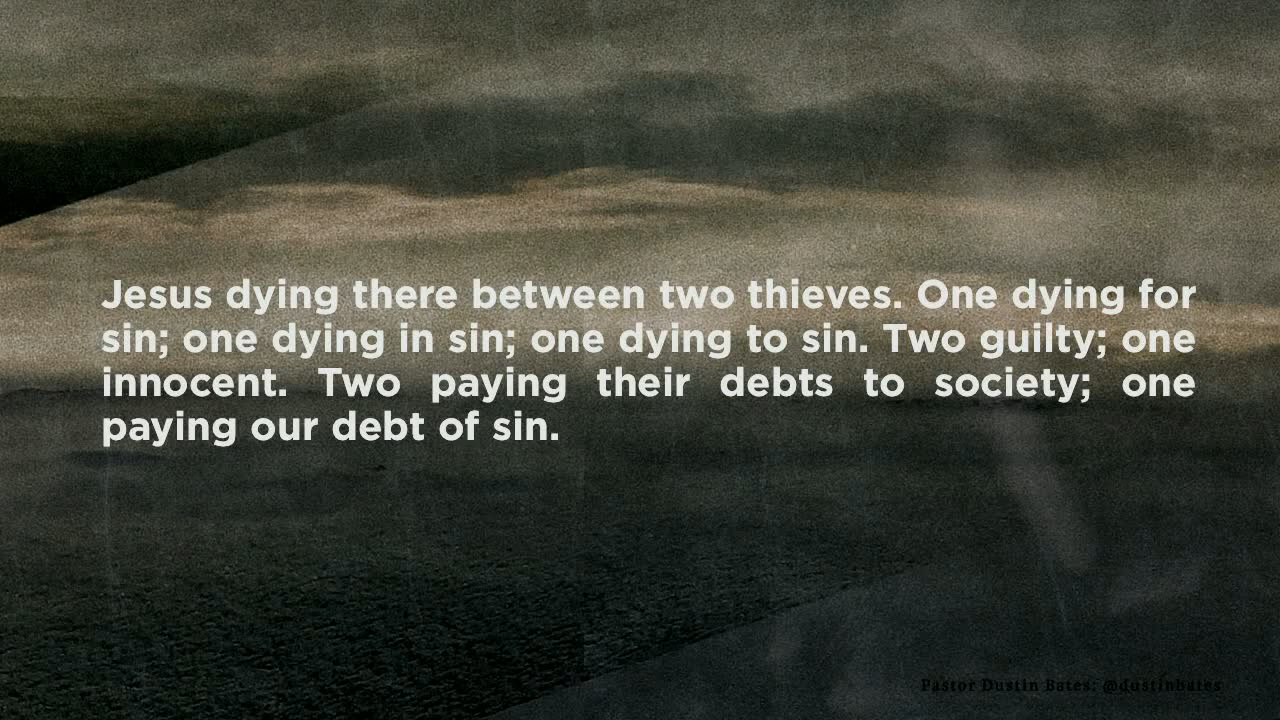 Jesus dying there between two thieves. One dying for
sin; one dying in sin; one dying to sin. Two guilty; one
innocent. Two paying their debts to society; one
paying our debt of sin.
Pastor Dustin Bates: @dustinbates